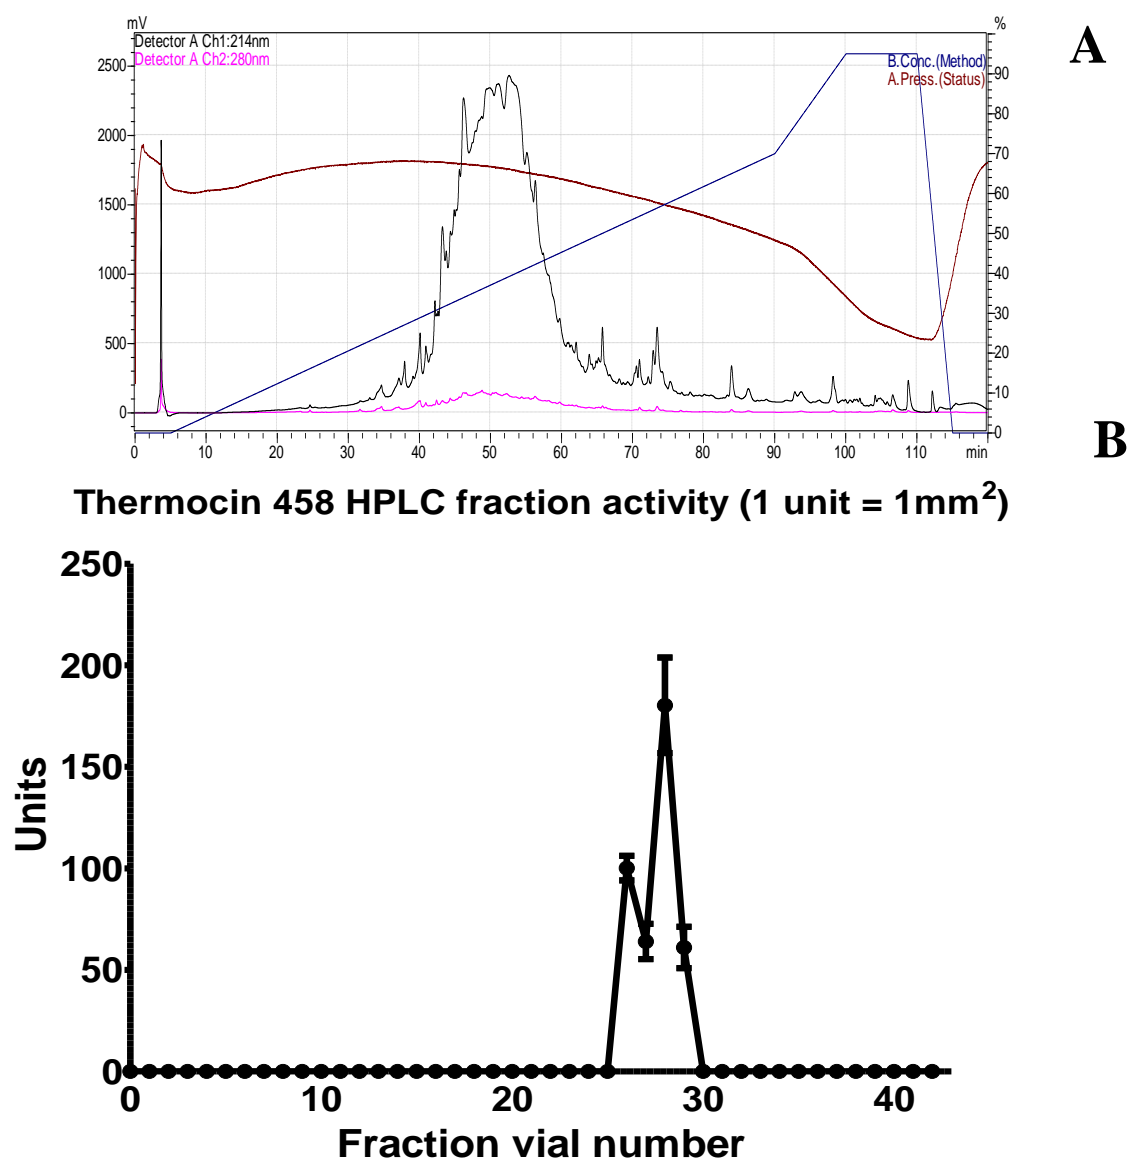 mV
%
A
Detector A Ch1:214nm
Detector A Ch2:280nm
B.Conc.(Method)
A.Press.(Status)
2500
2000
1500
1000
500
0
90
80
70
60
50
40
30
20
10
0
0 10 20 30 40 50 60 70 80 90 100 110 min
B
Thermocin 458 HPLC fraction activity (1 unit = 1mm²)
250
200
150
100
50
0
Units
0 10 20 30 40
Fraction vial number